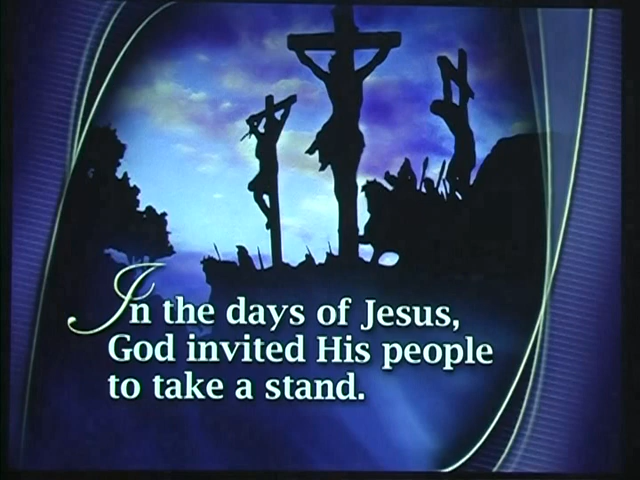 In the days of Jesus,
God invited His people
to take a stand.